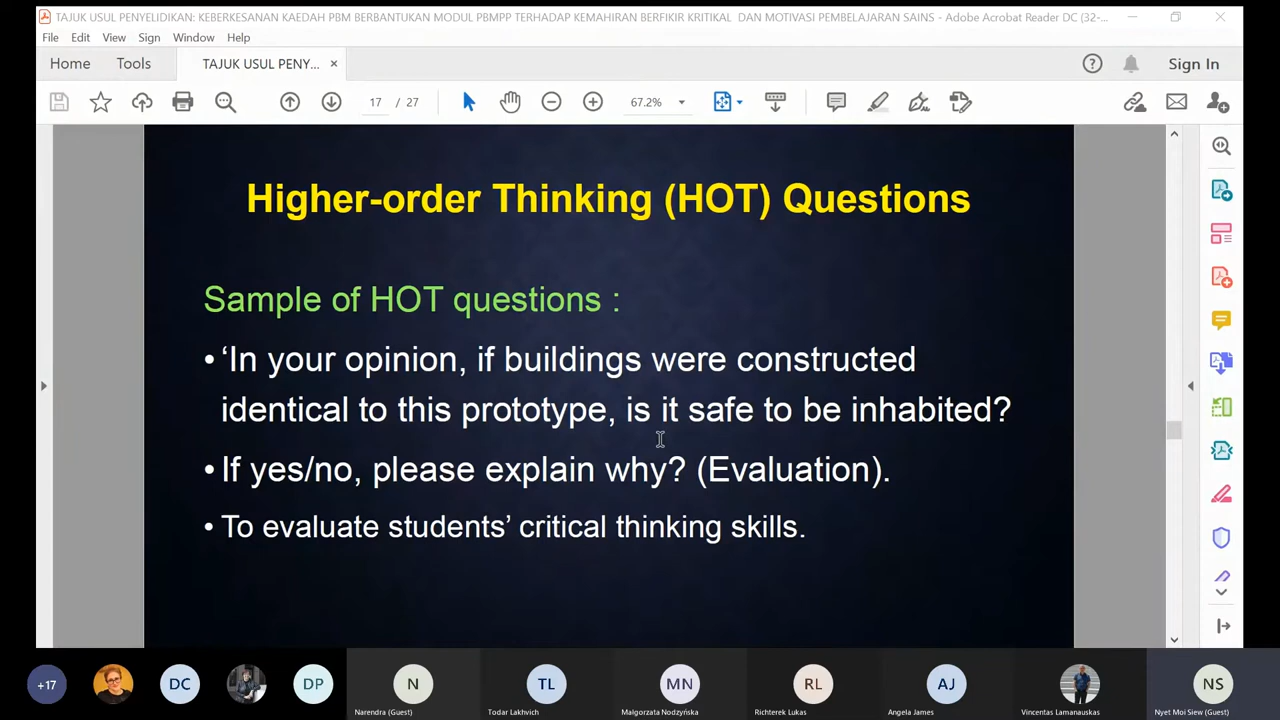 TAJUK USUL PENYELIDIKAN: KEBERKESANAN KAEDAH PBM BERBANTUKAN MODUL PBMPP TERHADAP KEMAHIRAN BERFIKIR KRITIKAL  DAN MOTIVASI PEMBELAJARAN SAINS - Adobe Acrobat Reader DC (32-...
File Edit View Sign Window Help
Home Tools TAJUK USUL PENY... × Sign In
17 / 27 67.2%
Higher-order Thinking (HOT) Questions
Sample of HOT questions :
• ‘In your opinion, if buildings were constructed
identical to this prototype, is it safe to be inhabited?
• If yes/no, please explain why? (Evaluation).
• To evaluate students’ critical thinking skills.
+17 DC DP N TL MN RL AJ NS
Narendra (Guest) Todar Lakhvich Małgorzata Nodzyńska Richterek Lukas Angela James Vincentas Lamanauskas Nyet Moi Siew (Guest)